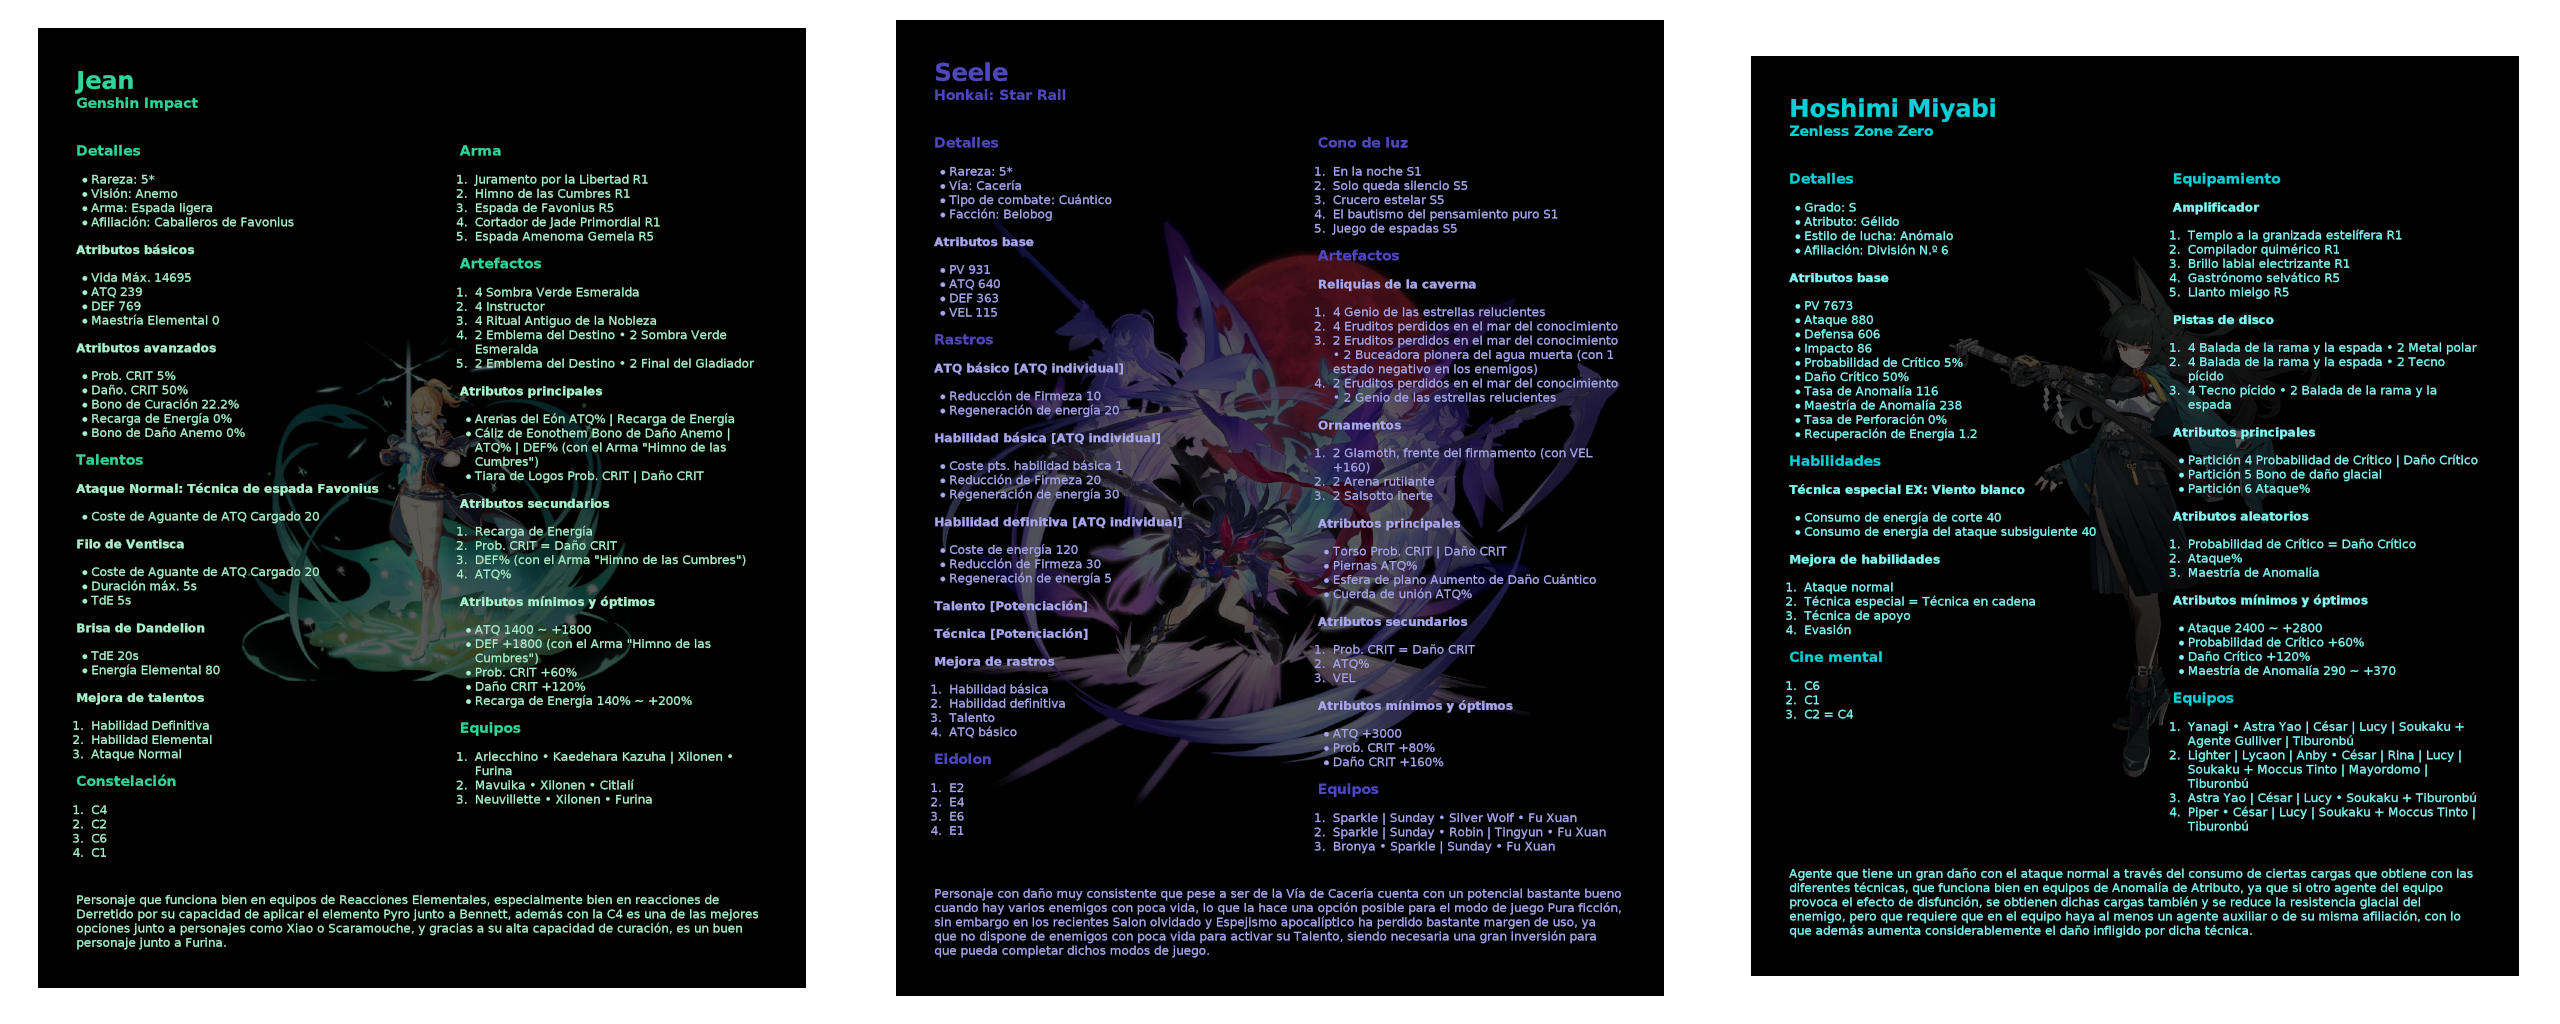 Jean
Genshin Impact
Detalles
• Rareza: 5*
• Visión: Anemo
• Arma: Espada ligera
• Afiliación: Caballeros de Favonius
Atributos básicos
• Vida Máx. 14695
• ATQ 239
• DEF 769
• Maestría Elemental 0
Atributos avanzados
• Prob. CRIT 5%
• Daño. CRIT 50%
• Bono de Curación 22.2%
• Recarga de Energía 0%
• Bono de Daño Anemo 0%
Talentos
Ataque Normal: Técnica de espada Favonius
• Coste de Aguante de ATQ Cargado 20
Filo de Ventisca
• Coste de Aguante de ATQ Cargado 20
• Duración máx. 5s
• TdE 5s
Brisa de Dandelion
• TdE 20s
• Energía Elemental 80
Mejora de talentos
1. Habilidad Definitiva
2. Habilidad Elemental
3. Ataque Normal
Constelación
1. C4
2. C2
3. C6
4. C1
Arma
1. Juramento por la Libertad R1
2. Himno de las Cumbres R1
3. Espada de Favonius R5
4. Cortador de Jade Primordial R1
5. Espada Amenoma Gemela R5
Artefactos
1. 4 Sombra Verde Esmeralda
2. 4 Instructor
3. 4 Ritual Antiguo de la Nobleza
4. 2 Emblema del Destino • 2 Sombra Verde
Esmeralda
5. 2 Emblema del Destino • 2 Final del Gladiador
Atributos principales
• Arenas del Eón ATQ% | Recarga de Energía
• Cáliz de Eonothem Bono de Daño Anemo |
ATQ% | DEF% (con el Arma "Himno de las
Cumbres")
• Tiara de Logos Prob. CRIT | Daño CRIT
Atributos secundarios
1. Recarga de Energía
2. Prob. CRIT = Daño CRIT
3. DEF% (con el Arma "Himno de las Cumbres")
4. ATQ%
Atributos mínimos y óptimos
• ATQ 1400 ~ +1800
• DEF +1800 (con el Arma "Himno de las
Cumbres")
• Prob. CRIT +60%
• Daño CRIT +120%
• Recarga de Energía 140% ~ +200%
Equipos
1. Arlecchino • Kaedehara Kazuha | Xilonen •
Furina
2. Mavuika • Xilonen • Citlalí
3. Neuvillette • Xilonen • Furina
Personaje que funciona bien en equipos de Reacciones Elementales, especialmente bien en reacciones de
Derretido por su capacidad de aplicar el elemento Pyro junto a Bennett, además con la C4 es una de las mejores
opciones junto a personajes como Xiao o Scaramouche, y gracias a su alta capacidad de curación, es un buen
personaje junto a Furina.
Seele
Honkai: Star Rail
Detalles
• Rareza: 5*
• Vía: Cacería
• Tipo de combate: Cuántico
• Facción: Belobog
Atributos base
• PV 931
• ATQ 640
• DEF 363
• VEL 115
Rastros
ATQ básico [ATQ individual]
• Reducción de Firmeza 10
• Regeneración de energía 20
Habilidad básica [ATQ individual]
• Coste pts. habilidad básica 1
• Reducción de Firmeza 20
• Regeneración de energía 30
Habilidad definitiva [ATQ individual]
• Coste de energía 120
• Reducción de Firmeza 30
• Regeneración de energía 5
Talento [Potenciación]
Técnica [Potenciación]
Mejora de rastros
1. Habilidad básica
2. Habilidad definitiva
3. Talento
4. ATQ básico
Eidolon
1. E2
2. E4
3. E6
4. E1
Cono de luz
1. En la noche S1
2. Solo queda silencio S5
3. Crucero estelar S5
4. El bautismo del pensamiento puro S1
5. Juego de espadas S5
Artefactos
Reliquias de la caverna
1. 4 Genio de las estrellas relucientes
2. 4 Eruditos perdidos en el mar del conocimiento
3. 2 Eruditos perdidos en el mar del conocimiento
• 2 Buceadora pionera del agua muerta (con 1
estado negativo en los enemigos)
4. 2 Eruditos perdidos en el mar del conocimiento
• 2 Genio de las estrellas relucientes
Ornamentos
1. 2 Glamoth, frente del firmamento (con VEL
+160)
2. 2 Arena rutilante
3. 2 Salsotto inerte
Atributos principales
• Torso Prob. CRIT | Daño CRIT
• Piernas ATQ%
• Esfera de plano Aumento de Daño Cuántico
• Cuerda de unión ATQ%
Atributos secundarios
1. Prob. CRIT = Daño CRIT
2. ATQ%
3. VEL
Atributos mínimos y óptimos
• ATQ +3000
• Prob. CRIT +80%
• Daño CRIT +160%
Equipos
1. Sparkle | Sunday • Silver Wolf • Fu Xuan
2. Sparkle | Sunday • Robin | Tingyun • Fu Xuan
3. Bronya • Sparkle | Sunday • Fu Xuan
Personaje con daño muy consistente que pese a ser de la Vía de Cacería cuenta con un potencial bastante bueno
cuando hay varios enemigos con poca vida, lo que la hace una opción posible para el modo de juego Pura ficción,
sin embargo en los recientes Salon olvidado y Espejismo apocalíptico ha perdido bastante margen de uso, ya
que no dispone de enemigos con poca vida para activar su Talento, siendo necesaria una gran inversión para
que pueda completar dichos modos de juego.
Hoshimi Miyabi
Zenless Zone Zero
Detalles
• Grado: S
• Atributo: Gélido
• Estilo de lucha: Anómalo
• Afiliación: División N.º 6
Atributos base
• PV 7673
• Ataque 880
• Defensa 606
• Impacto 86
• Probabilidad de Crítico 5%
• Daño Crítico 50%
• Tasa de Anomalía 116
• Maestría de Anomalía 238
• Tasa de Perforación 0%
• Recuperación de Energía 1.2
Habilidades
Técnica especial EX: Viento blanco
• Consumo de energía de corte 40
• Consumo de energía del ataque subsiguiente 40
Mejora de habilidades
1. Ataque normal
2. Técnica especial = Técnica en cadena
3. Técnica de apoyo
4. Evasión
Cine mental
1. C6
2. C1
3. C2 = C4
Equipamiento
Amplificador
1. Templo a la granizada estelífera R1
2. Compilador quimérico R1
3. Brillo labial electrizante R1
4. Gastrónomo selvático R5
5. Llanto mielgo R5
Pistas de disco
1. 4 Balada de la rama y la espada • 2 Metal polar
2. 4 Balada de la rama y la espada • 2 Tecno
pícido
3. 4 Tecno pícido • 2 Balada de la rama y la
espada
Atributos principales
• Partición 4 Probabilidad de Crítico | Daño Crítico
• Partición 5 Bono de daño glacial
• Partición 6 Ataque%
Atributos aleatorios
1. Probabilidad de Crítico = Daño Crítico
2. Ataque%
3. Maestría de Anomalía
Atributos mínimos y óptimos
• Ataque 2400 ~ +2800
• Probabilidad de Crítico +60%
• Daño Crítico +120%
• Maestría de Anomalía 290 ~ +370
Equipos
1. Yanagi • Astra Yao | César | Lucy | Soukaku +
Agente Gulliver | Tiburonbú
2. Lighter | Lycaon | Anby • César | Rina | Lucy |
Soukaku + Moccus Tinto | Mayordomo |
Tiburonbú
3. Astra Yao | César | Lucy • Soukaku + Tiburonbú
4. Piper • César | Lucy | Soukaku + Moccus Tinto |
Tiburonbú
Agente que tiene un gran daño con el ataque normal a través del consumo de ciertas cargas que obtiene con las
diferentes técnicas, que funciona bien en equipos de Anomalía de Atributo, ya que si otro agente del equipo
provoca el efecto de disfunción, se obtienen dichas cargas también y se reduce la resistencia glacial del
enemigo, pero que requiere que en el equipo haya al menos un agente auxiliar o de su misma afiliación, con lo
que además aumenta considerablemente el daño infligido por dicha técnica.